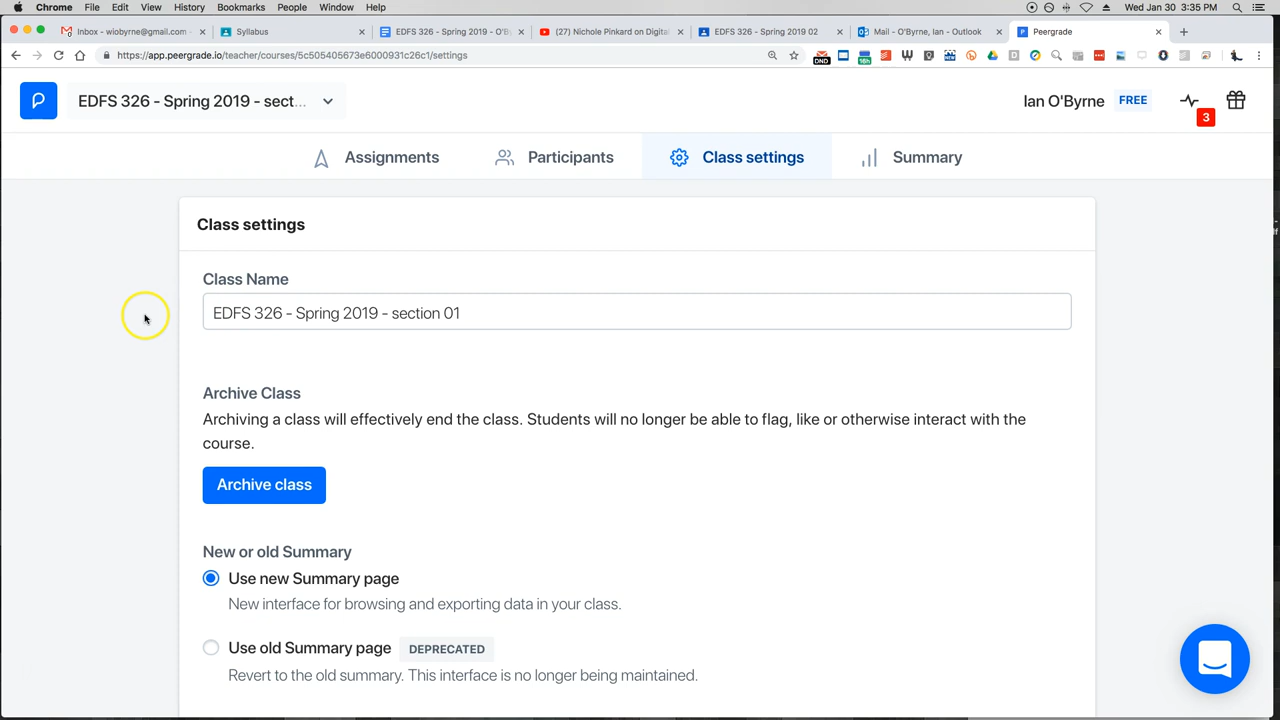 Chrome File Edit View History Bookmarks People Window Help Wed Jan 30 3:35 PM
Inbox - wiobyrne@gmail.com - Syllabus EDFS 326 - Spring 2019 - O'B (27) Nichole Pinkard on Digita EDFS 326 - Spring 2019 02 Mail - O'Byrne, Ian - Outlook Peergrade
https://app.peergrade.io/teacher/courses/5c505405673e6000931c26c1/settings
DND 16h
EDFS 326 - Spring 2019 - sect... Ian O'Byrne FREE 3
Assignments Participants Class settings Summary
Class settings
Class Name
EDFS 326 - Spring 2019 - section 01
Archive Class
Archiving a class will effectively end the class. Students will no longer be able to flag, like or otherwise interact with the
course.
Archive class
New or old Summary
Use new Summary page
New interface for browsing and exporting data in your class.
Use old Summary page DEPRECATED
Revert to the old summary. This interface is no longer being maintained.